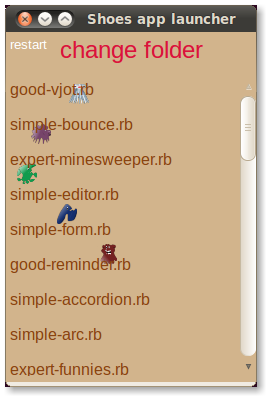 Shoes app launcher
restart
change folder
good-vjot.rb
simple-bounce.rb
expert-minesweeper.rb
simple-editor.rb
simple-form.rb
good-reminder.rb
simple-accordion.rb
simple-arc.rb
expert-funnies.rb